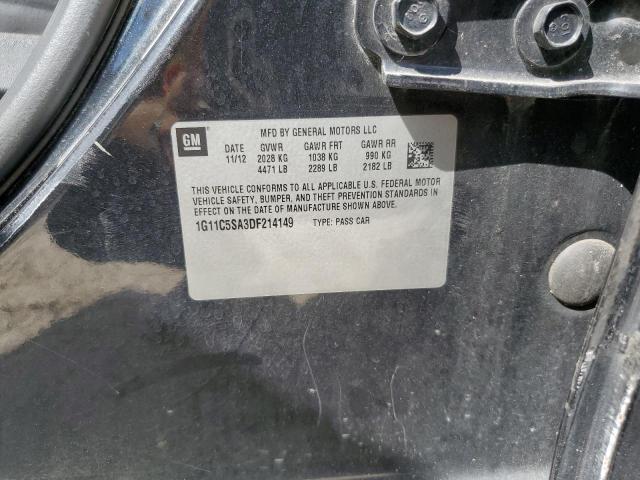 GM
MFD BY GENERAL MOTORS LLC
DATE GVWR GAWR FRT GAWR RR
11/12 2028 KG 1038 KG 990 KG
4471 LB 2289 LB 2182 LB
THIS VEHICLE CONFORMS TO ALL APPLICABLE U.S. FEDERAL MOTOR
VEHICLE SAFETY, BUMPER, AND THEFT PREVENTION STANDARDS IN
EFFECT ON THE DATE OF MANUFACTURE SHOWN ABOVE.
1G11C5SA3DF214149 TYPE: PASS CAR